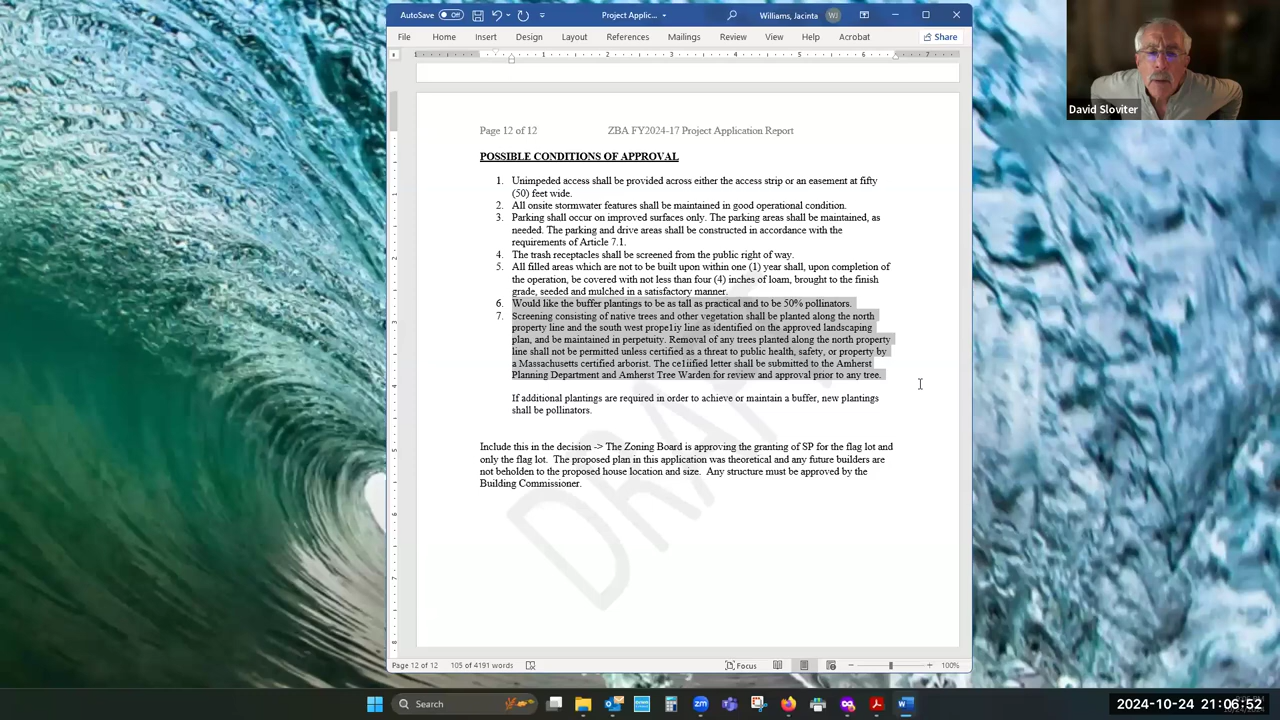 AutoSave Off Project Applic... Williams, Jacinta WJ
File Home Insert Design Layout References Mailings Review View Help Acrobat Share
1 1 2 3 4 5 6 7
David Sloviter
Page 12 of 12 ZBA FY2024-17 Project Application Report
POSSIBLE CONDITIONS OF APPROVAL
1. Unimpeded access shall be provided across either the access strip or an easement at fifty
(50) feet wide.
2. All onsite stormwater features shall be maintained in good operational condition.
3. Parking shall occur on improved surfaces only. The parking areas shall be maintained, as
needed. The parking and drive areas shall be constructed in accordance with the
requirements of Article 7.1.
4. The trash receptacles shall be screened from the public right of way.
5. All filled areas which are not to be built upon within one (1) year shall, upon completion of
the operation, be covered with not less than four (4) inches of loam, brought to the finish
grade, seeded and mulched in a satisfactory manner.
6. Would like the buffer plantings to be as tall as practical and to be 50% pollinators.
7. Screening consisting of native trees and other vegetation shall be planted along the north
property line and the south west prope1iy line as identified on the approved landscaping
plan, and be maintained in perpetuity. Removal of any trees planted along the north property
line shall not be permitted unless certified as a threat to public health, safety, or property by
a Massachusetts certified arborist. The ce1iified letter shall be submitted to the Amherst
Planning Department and Amherst Tree Warden for review and approval prior to any tree.
If additional plantings are required in order to achieve or maintain a buffer, new plantings
shall be pollinators.
Include this in the decision -> The Zoning Board is approving the granting of SP for the flag lot and
only the flag lot. The proposed plan in this application was theoretical and any future builders are
not beholden to the proposed house location and size. Any structure must be approved by the
Building Commissioner.
DRAFT
Page 12 of 12 105 of 4191 words Focus 100%
Search
2024-10-24 21:06:52